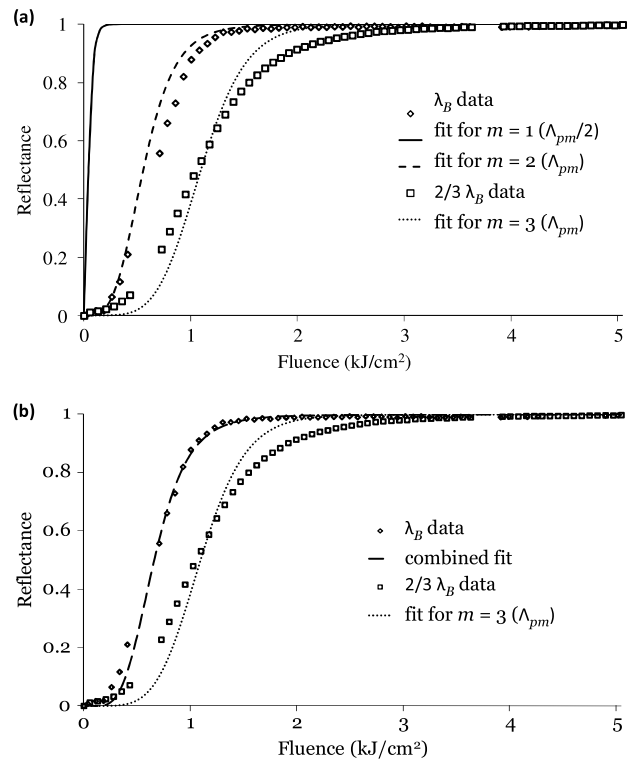 (a)
1
0.8
0.6
0.4
0.2
0
Reflectance
λB data
fit for m = 1 (Λpm/2)
fit for m = 2 (Λpm)
2/3 λB data
fit for m = 3 (Λpm)
0 1 2 3 4 5
Fluence (kJ/cm²)
(b)
1
0.8
0.6
0.4
0.2
0
Reflectance
λB data
combined fit
2/3 λB data
fit for m = 3 (Λpm)
0 1 2 3 4 5
Fluence (kJ/cm²)